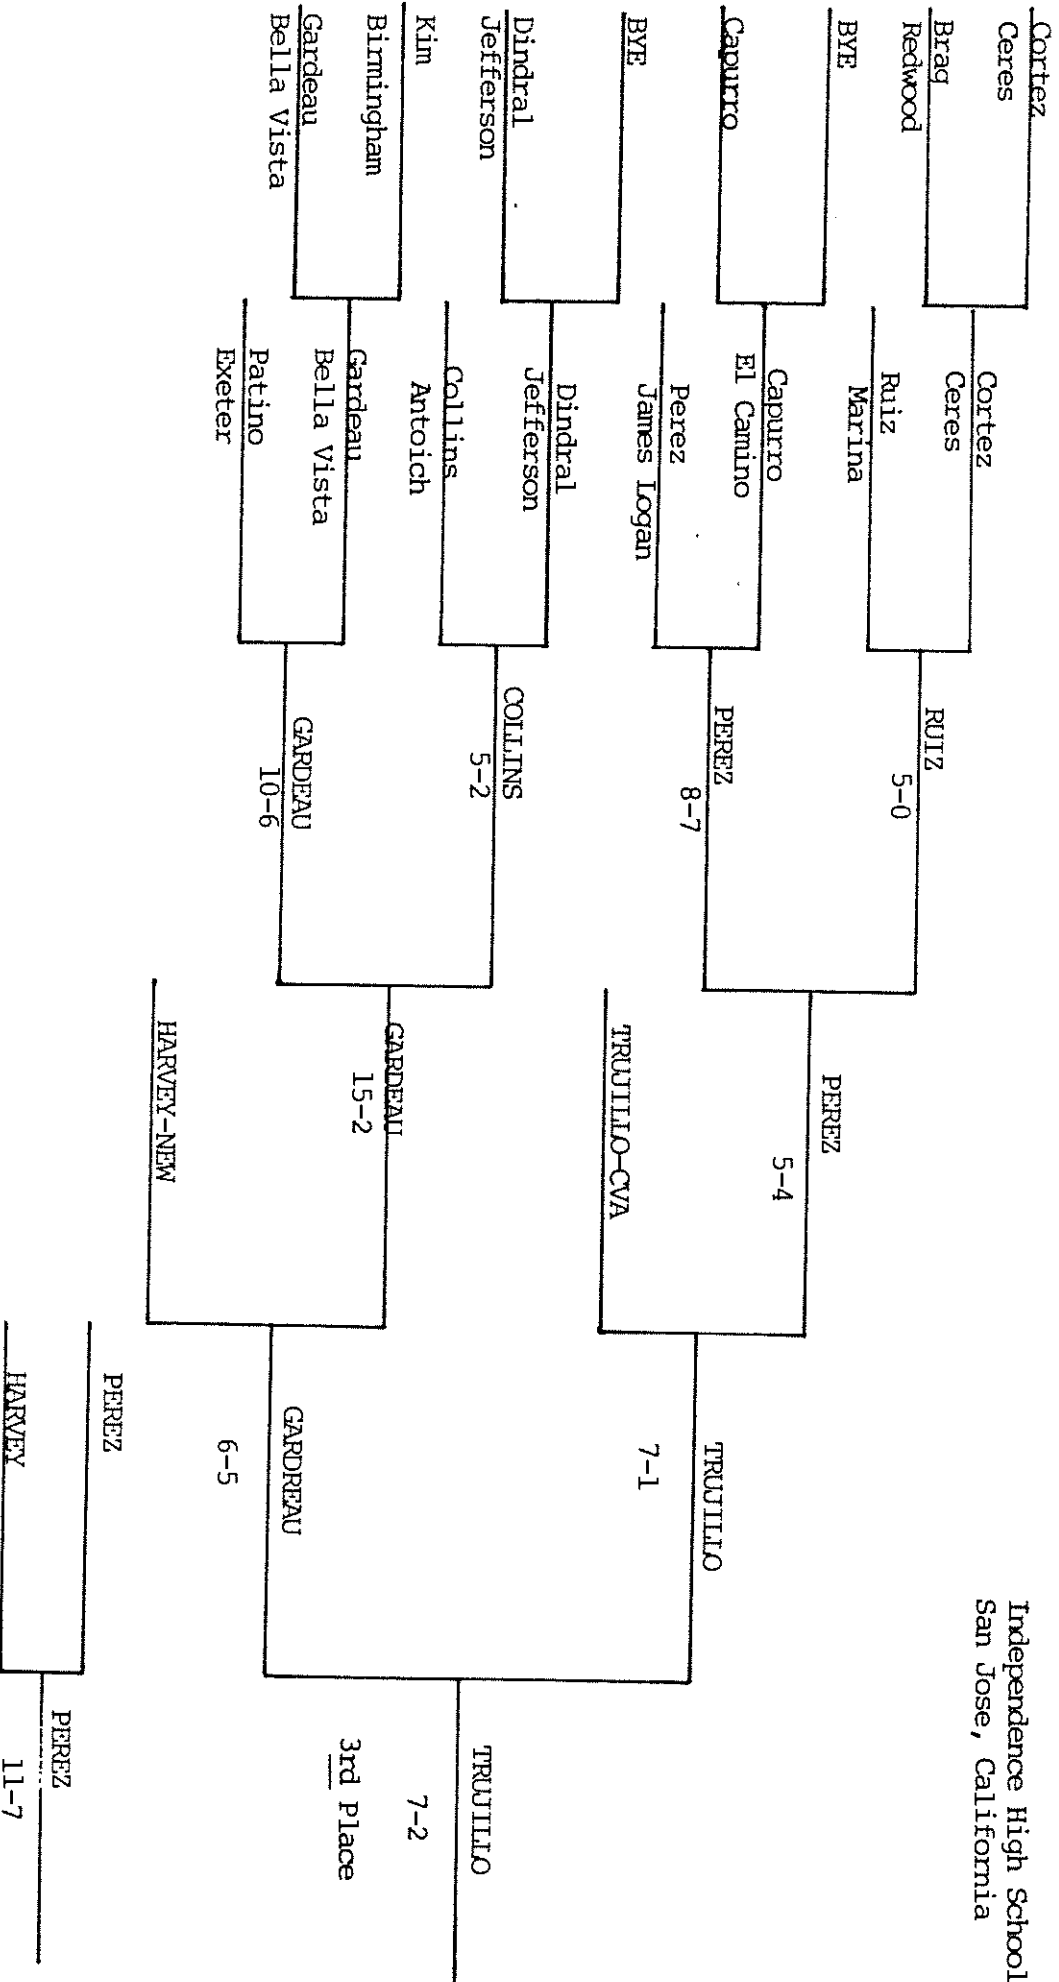 Independence High School
San Jose, California
Cortez
Ceres
Braq
Redwood
BYE
Capurro
BYE
Dindral
Jefferson
Kim
Birmingham
Gardeau
Bella Vista
Cortez
Ceres
Ruiz
Marina
Capurro
El Camino
Perez
James Logan
Dindral
Jefferson
Collins
Antoich
Gardeau
Bella Vista
Patino
Exeter
RUIZ
5-0
PEREZ
8-7
COLLINS
5-2
GARDEAU
10-6
PEREZ
5-4
TRUJILLO-CVA
GARDEAU
15-2
HARVEY-NEW
TRUJILLO
7-1
GARDREAU
6-5
PEREZ
HARVEY
TRUJILLO
7-2
3rd Place
PEREZ
11-7